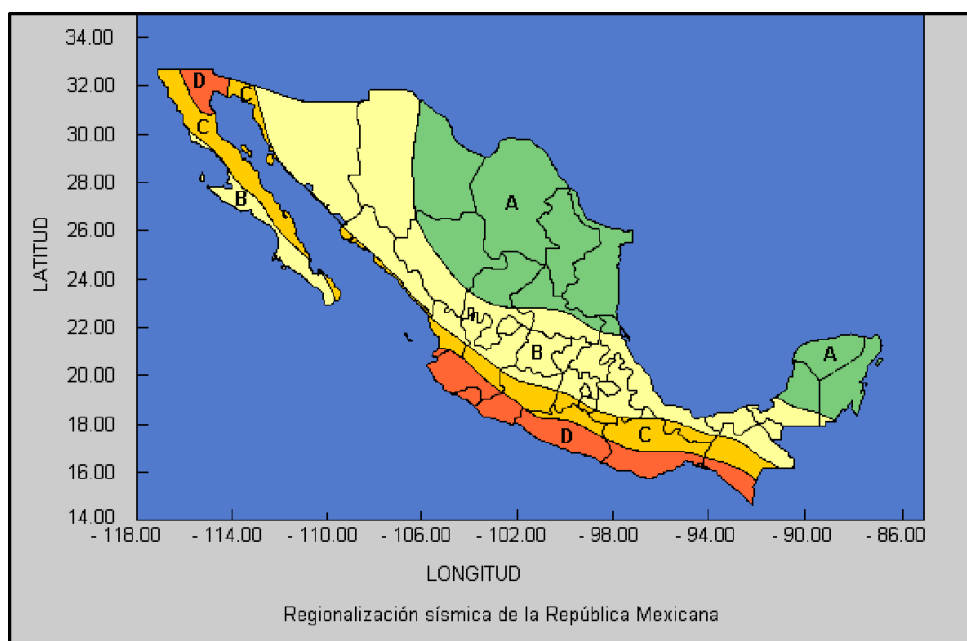 34.00
32.00
30.00
28.00
26.00
24.00
22.00
20.00
18.00
16.00
14.00
LATITUD
D
C
C
B
A
A
B
C
D
- 118.00 - 114.00 - 110.00 - 106.00 - 102.00 - 98.00 - 94.00 - 90.00 - 86.00
LONGITUD
Regionalización sísmica de la República Mexicana